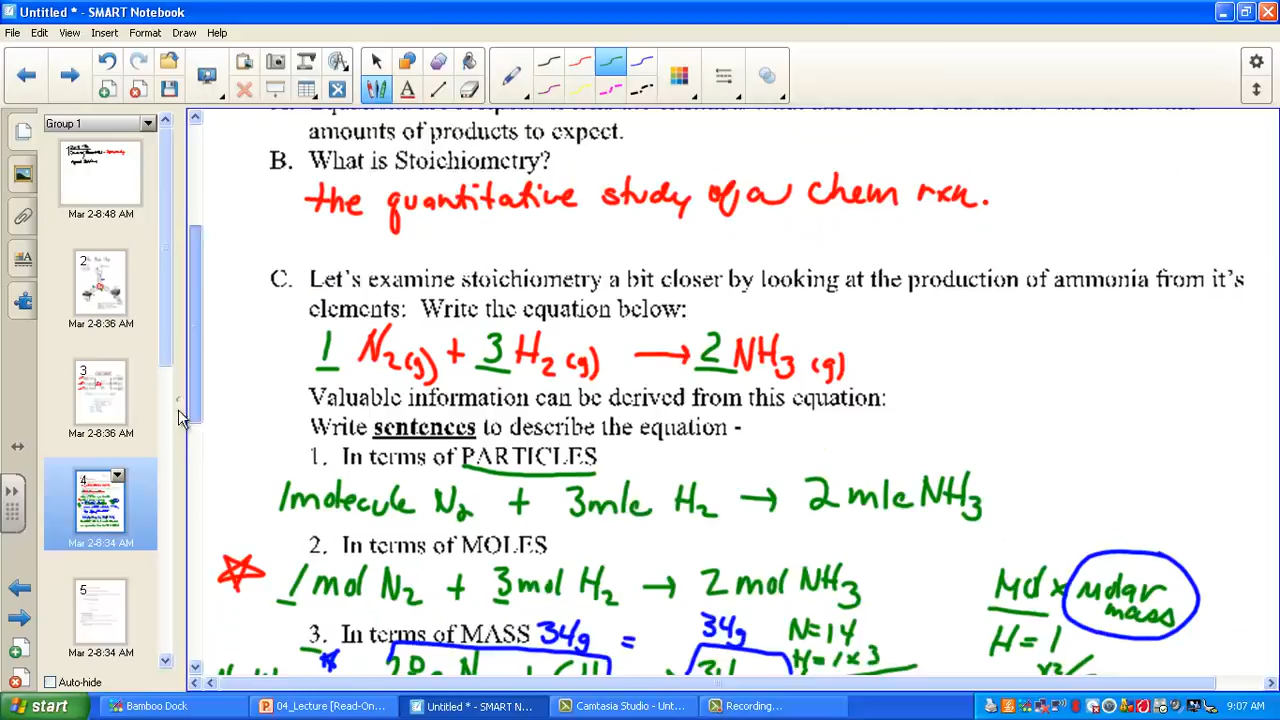 Untitled * - SMART Notebook
File Edit View Insert Format Draw Help
Group 1
Mar 2-8:48 AM
2
Mar 2-8:36 AM
3
Mar 2-8:36 AM
4
Mar 2-8:34 AM
5
Mar 2-8:34 AM
Auto-hide
amounts of products to expect.
B. What is Stoichiometry?
the quantitative study of a chem rxn.
C. Let's examine stoichiometry a bit closer by looking at the production of ammonia from it's
elements: Write the equation below:
1 N2(g) + 3 H2(g) → 2 NH3(g)
Valuable information can be derived from this equation:
Write sentences to describe the equation -
1. In terms of PARTICLES
1molecule N2 + 3mlc H2 → 2 mlc NH3
2. In terms of MOLES
1 mol N2 + 3 mol H2 → 2 mol NH3
Mol x molar mass
3. In terms of MASS 34g = 34g
N=14
H=1x3
H=1
start Bamboo Dock 04_Lecture [Read-On... Untitled * - SMART N... Camtasia Studio - Unt... Recording... 9:07 AM